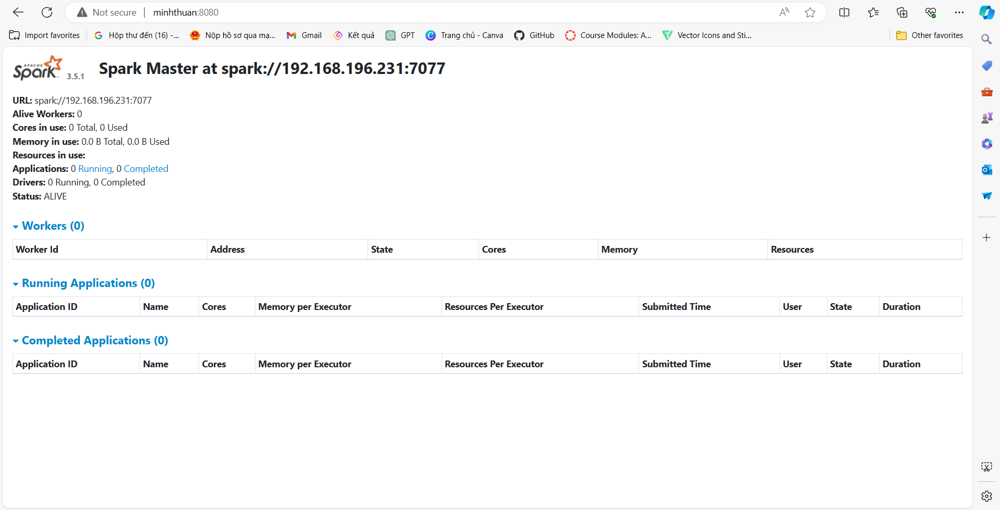 Not secure | minhthuan:8080
Import favorites Hộp thư đến (16) -... Nộp hồ sơ qua mạ... Gmail Kết quả GPT Trang chủ - Canva GitHub Course Modules: A... Vector Icons and Sti... Other favorites
APACHE Spark 3.5.1 Spark Master at spark://192.168.196.231:7077
URL: spark://192.168.196.231:7077
Alive Workers: 0
Cores in use: 0 Total, 0 Used
Memory in use: 0.0 B Total, 0.0 B Used
Resources in use:
Applications: 0 Running, 0 Completed
Drivers: 0 Running, 0 Completed
Status: ALIVE
Workers (0)
Worker Id Address State Cores Memory Resources
Running Applications (0)
Application ID Name Cores Memory per Executor Resources Per Executor Submitted Time User State Duration
Completed Applications (0)
Application ID Name Cores Memory per Executor Resources Per Executor Submitted Time User State Duration